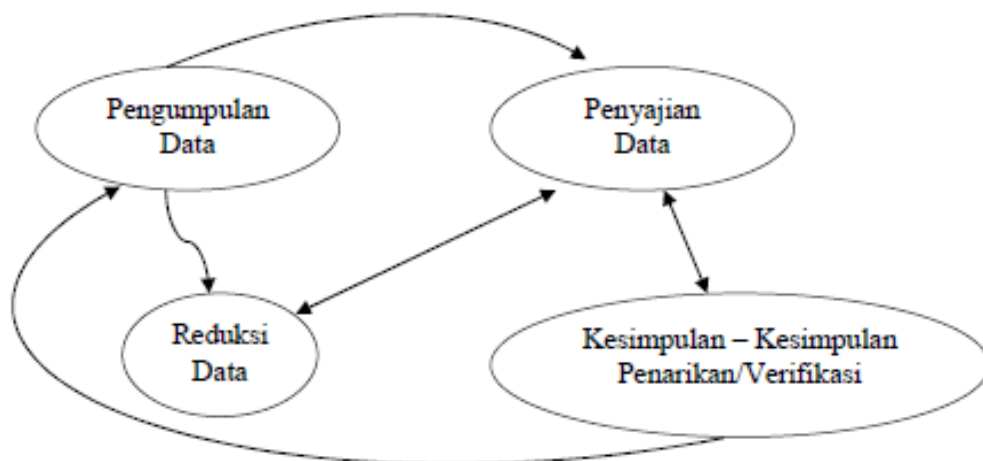 Pengumpulan
Data
Penyajian
Data
Reduksi
Data
Kesimpulan – Kesimpulan
Penarikan/Verifikasi